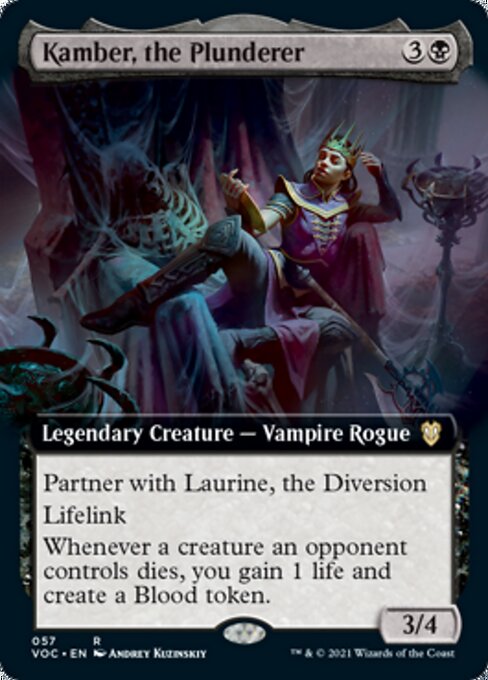 Kamber, the Plunderer 3
Legendary Creature — Vampire Rogue
Partner with Laurine, the Diversion
Lifelink
Whenever a creature an opponent
controls dies, you gain 1 life and
create a Blood token.
3/4
057 R
VOC • EN ANDREY KUZINSKIY ™ & © 2021 Wizards of the Coast